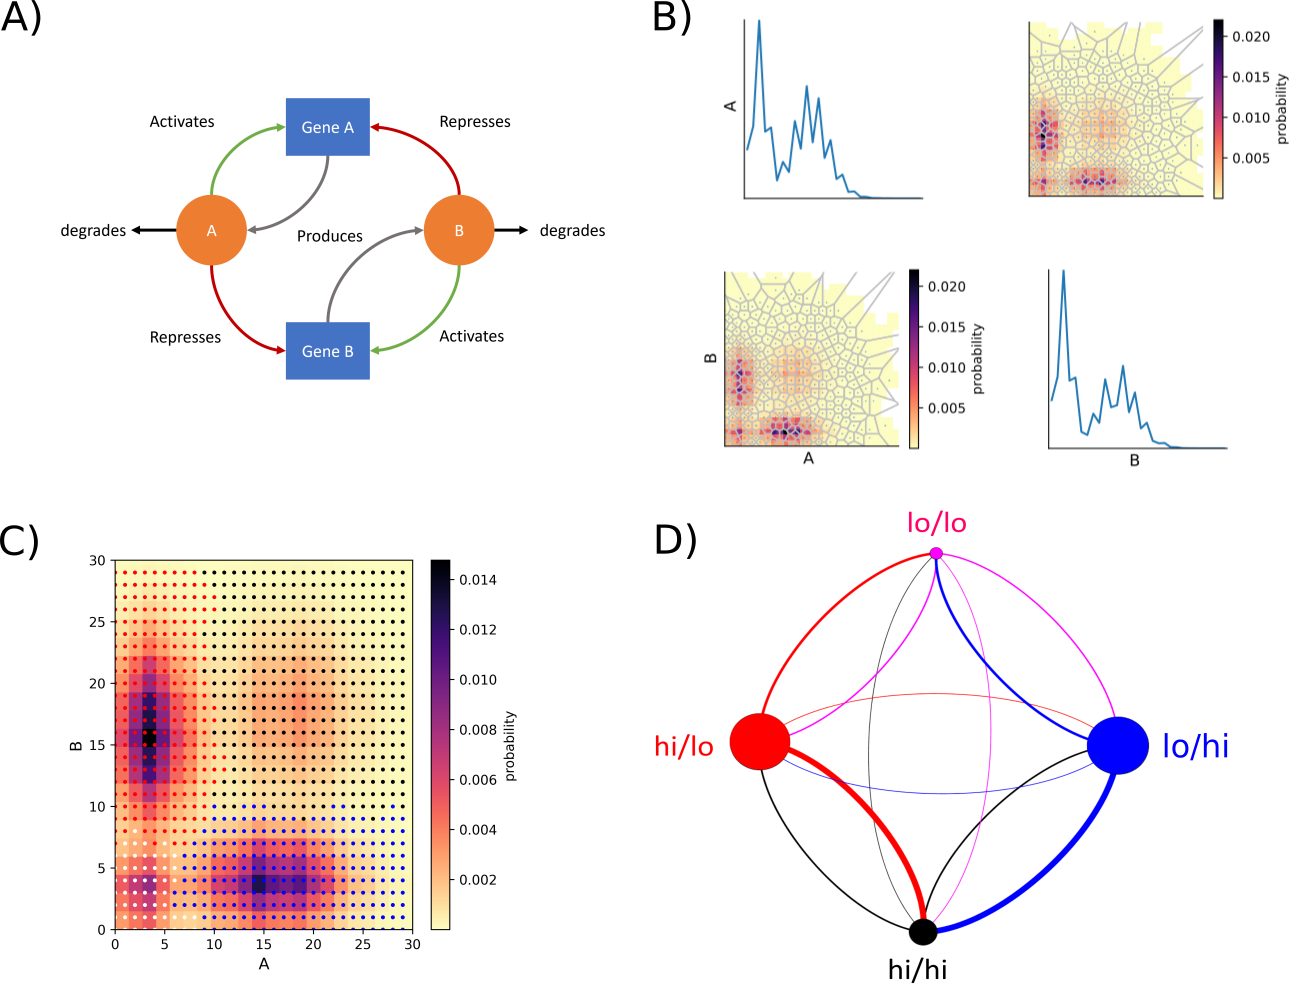 A)
Activates
Gene A
Represses
degrades
A
Produces
B
degrades
Represses
Gene B
Activates
B)
A
0.020
0.015
0.010
0.005
probability
B
A
0.020
0.015
0.010
0.005
probability
B
C)
30
25
20
15
10
5
0
B
0
5
10
15
20
25
30
A
0.014
0.012
0.010
0.008
0.006
0.004
0.002
probability
D)
lo/lo
hi/lo
lo/hi
hi/hi